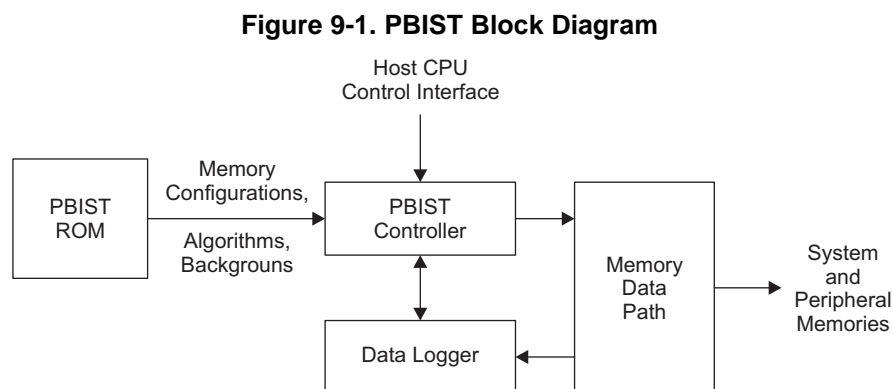 Figure 9-1. PBIST Block Diagram
Host CPU
Control Interface
PBIST
ROM
Memory
Configurations,
Algorithms,
Backgrouns
PBIST
Controller
Memory
Data
Path
System
and
Peripheral
Memories
Data Logger